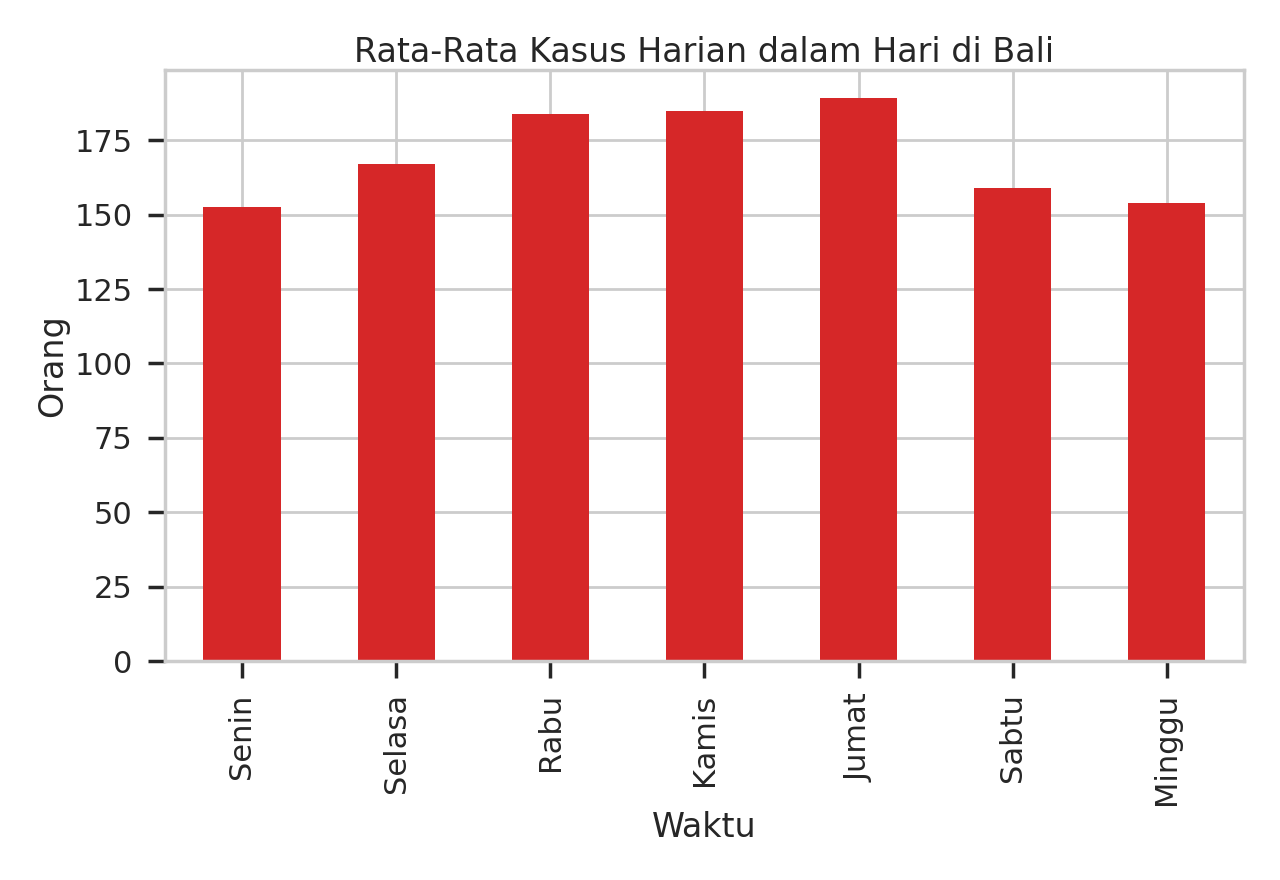 Rata-Rata Kasus Harian dalam Hari di Bali
175
150
125
100
75
50
25
0
Orang
Senin
Selasa
Rabu
Kamis
Jumat
Sabtu
Minggu
Waktu